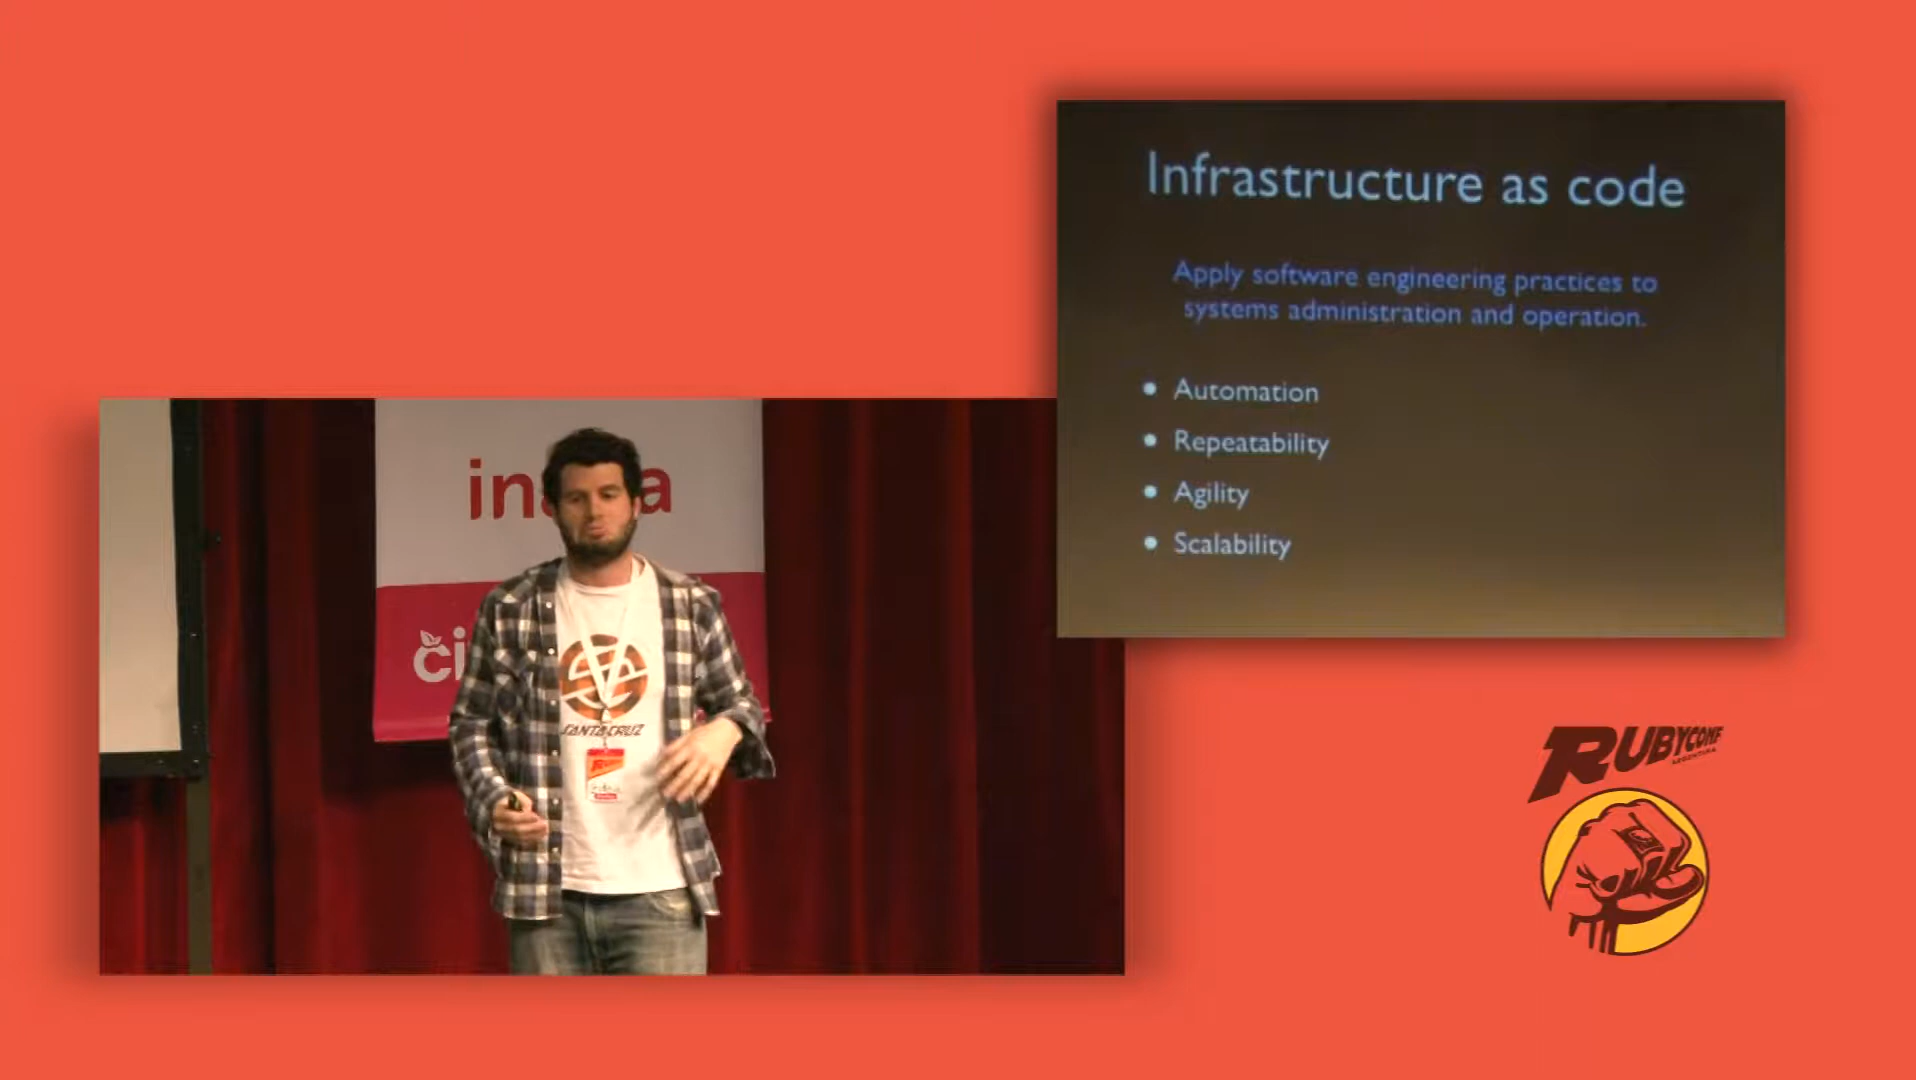 Infrastructure as code
Apply software engineering practices to
systems administration and operation.
• Automation
• Repeatability
• Agility
• Scalability
SANTA CRUZ
RUBYCONF
ARGENTINA